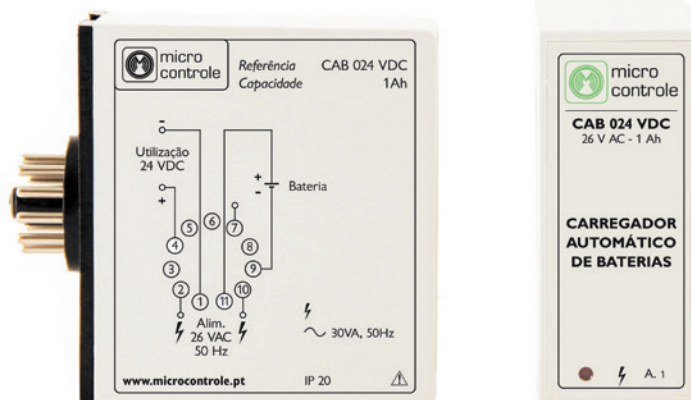 micro
controle
Referência CAB 024 VDC
Capacidade 1Ah
-
Utilização
24 VDC
+
+
-
Bateria
6
5
7
4
8
3
9
2
10
1
11
Alim.
26 VAC
50 Hz
30VA, 50Hz
www.microcontrole.pt IP 20
micro
controle
CAB 024 VDC
26 V AC - 1 Ah
CARREGADOR
AUTOMÁTICO
DE BATERIAS
A. 1